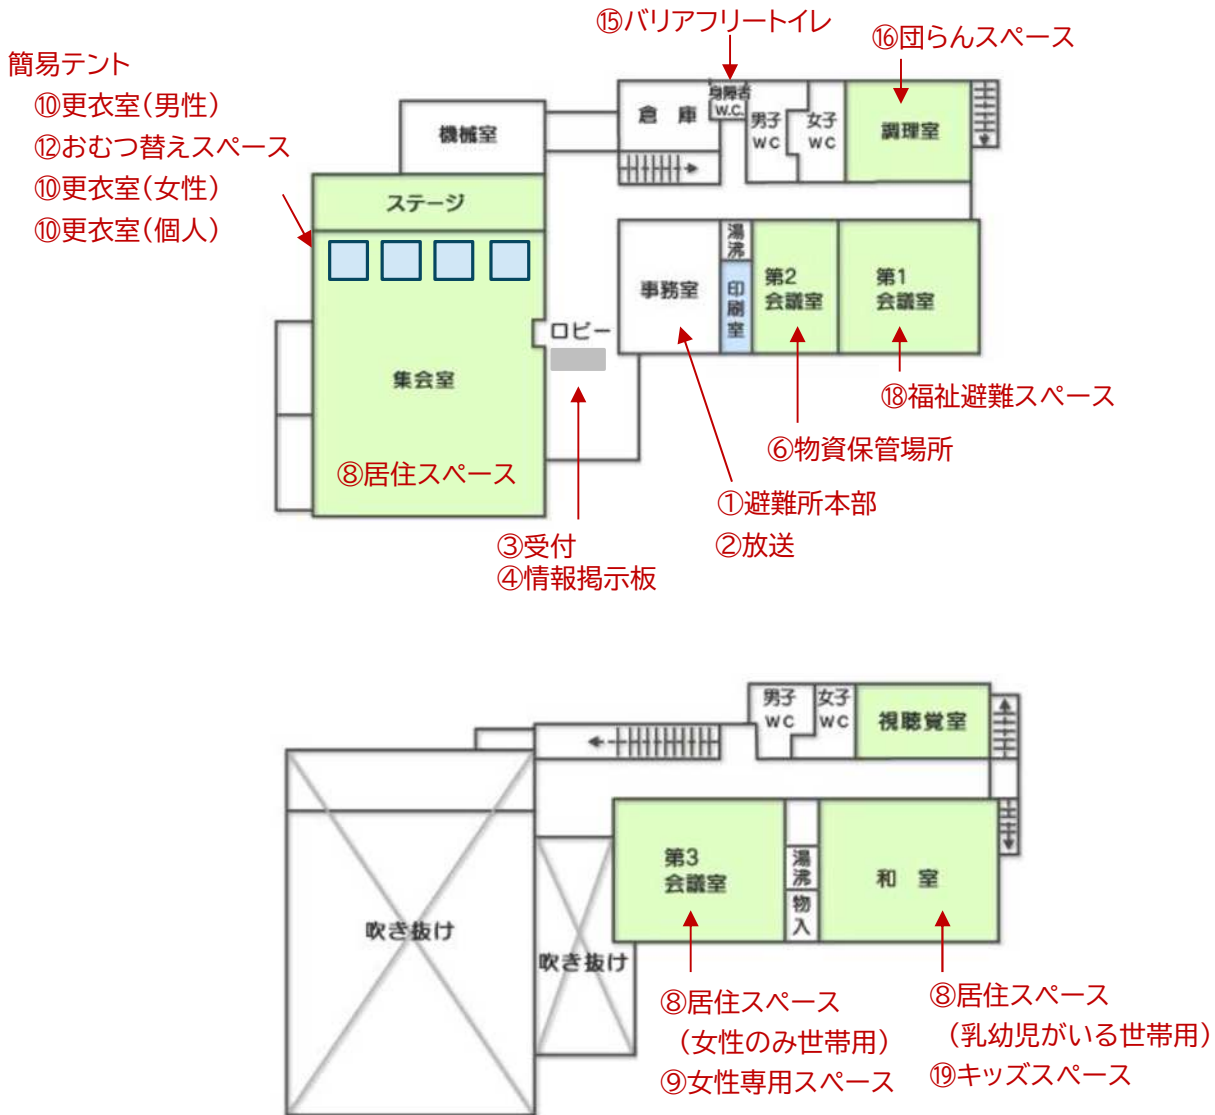 ⑮バリアフリートイレ
⑯団らんスペース
簡易テント
⑩更衣室（男性）
⑫おむつ替えスペース
⑩更衣室（女性）
⑩更衣室（個人）
機械室
倉 庫
身障者
W.C.
男子
WC
女子
WC
調理室
ステージ
事務室
湯沸
印刷室
第2
会議室
第1
会議室
ロビー
集会室
⑧居住スペース
⑱福祉避難スペース
⑥物資保管場所
①避難所本部
②放送
③受付
④情報掲示板
男子
WC
女子
WC
視聴覚室
第3
会議室
湯沸
物入
和 室
吹き抜け
吹き抜け
⑧居住スペース
（女性のみ世帯用）
⑨女性専用スペース
⑧居住スペース
（乳幼児がいる世帯用）
⑲キッズスペース